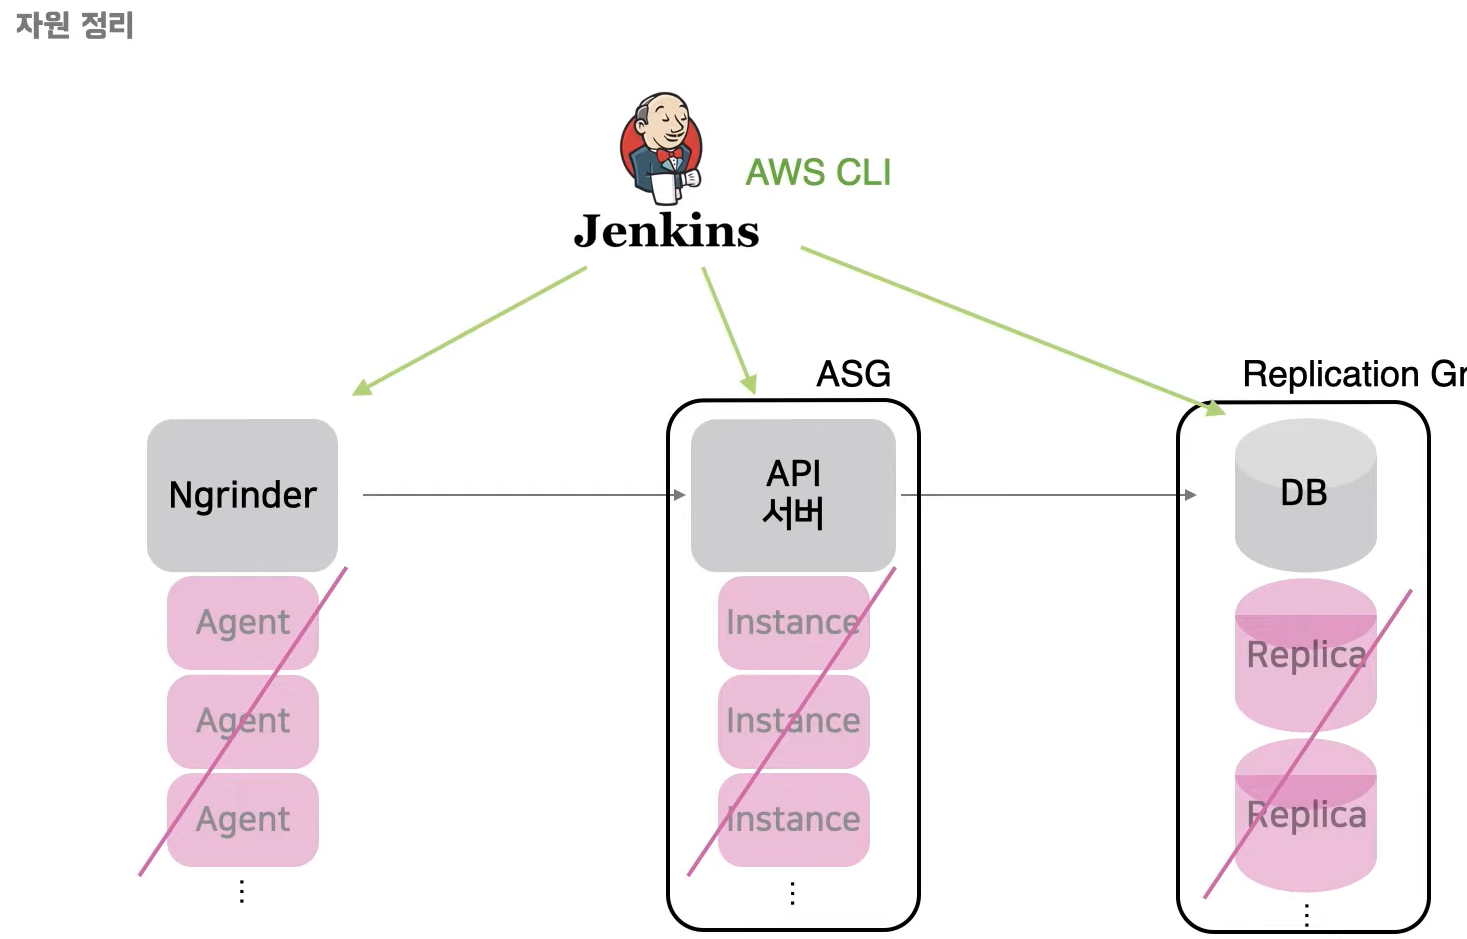 자원 정리
AWS CLI
Jenkins
ASG
Replication Gr
Ngrinder
API
서버
DB
Agent
Instance
Replica
Agent
Instance
Agent
Instance
Replica